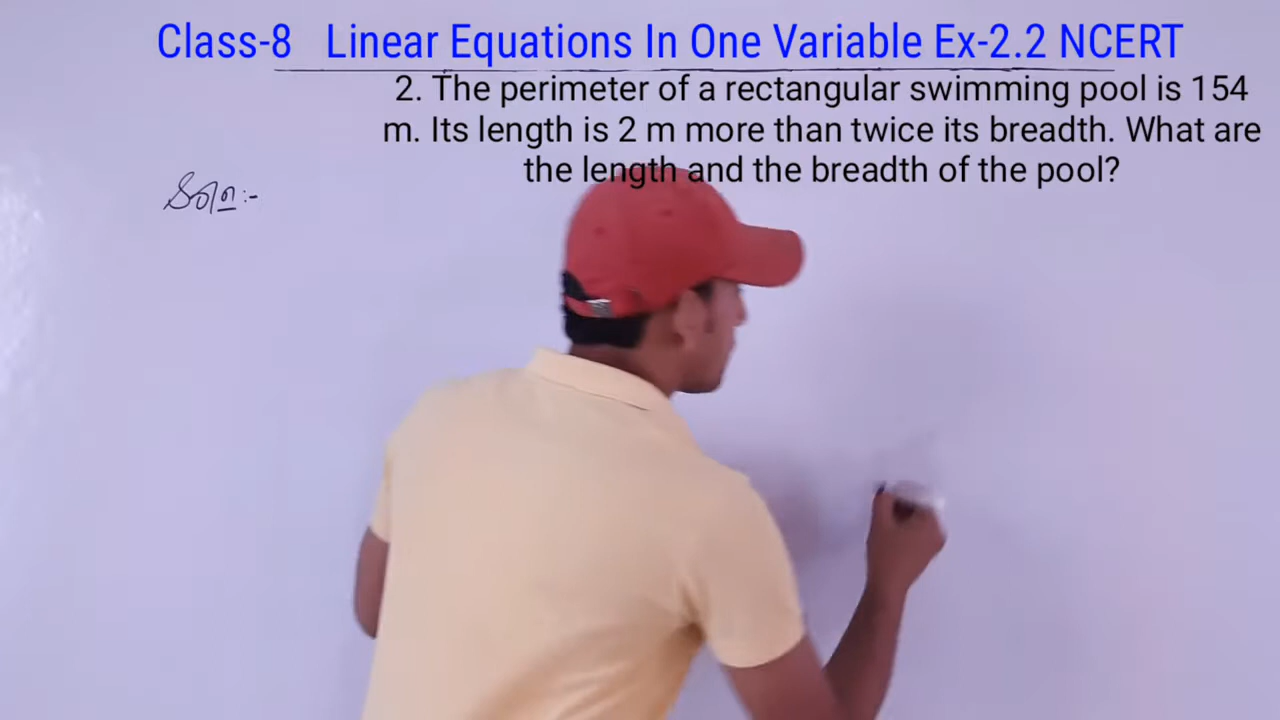 Class-8 Linear Equations In One Variable Ex-2.2 NCERT
2. The perimeter of a rectangular swimming pool is 154
m. Its length is 2 m more than twice its breadth. What are
the length and the breadth of the pool?
Soln:-